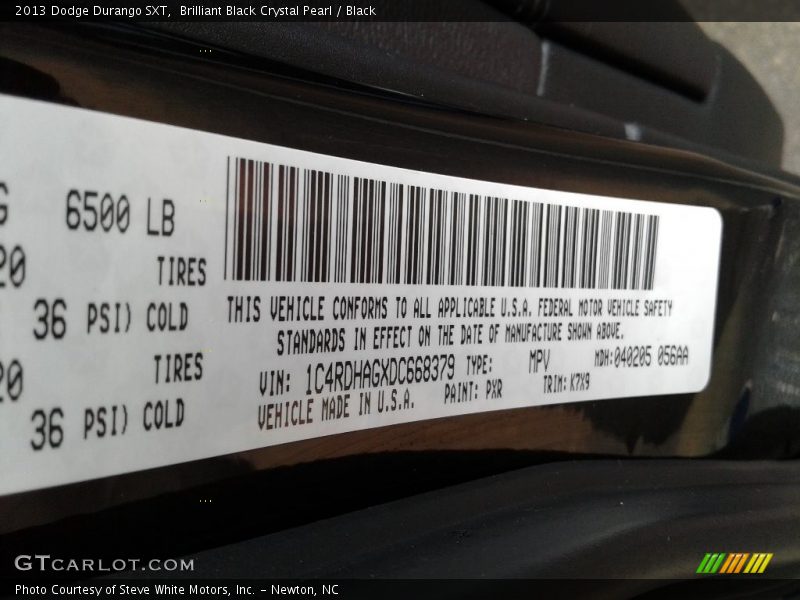 2013 Dodge Durango SXT,  Brilliant Black Crystal Pearl / Black
6500 LB
20 TIRES
36 PSI) COLD
20 TIRES
36 PSI) COLD
THIS VEHICLE CONFORMS TO ALL APPLICABLE U.S.A. FEDERAL MOTOR VEHICLE SAFETY
STANDARDS IN EFFECT ON THE DATE OF MANUFACTURE SHOWN ABOVE.
VIN: 1C4RDHAGXDC668379 TYPE: MPV MDH:040205 056AA
VEHICLE MADE IN U.S.A. PAINT: PXR TRIM: K7X9
GTCARLOT.COM
Photo Courtesy of Steve White Motors, Inc. – Newton, NC